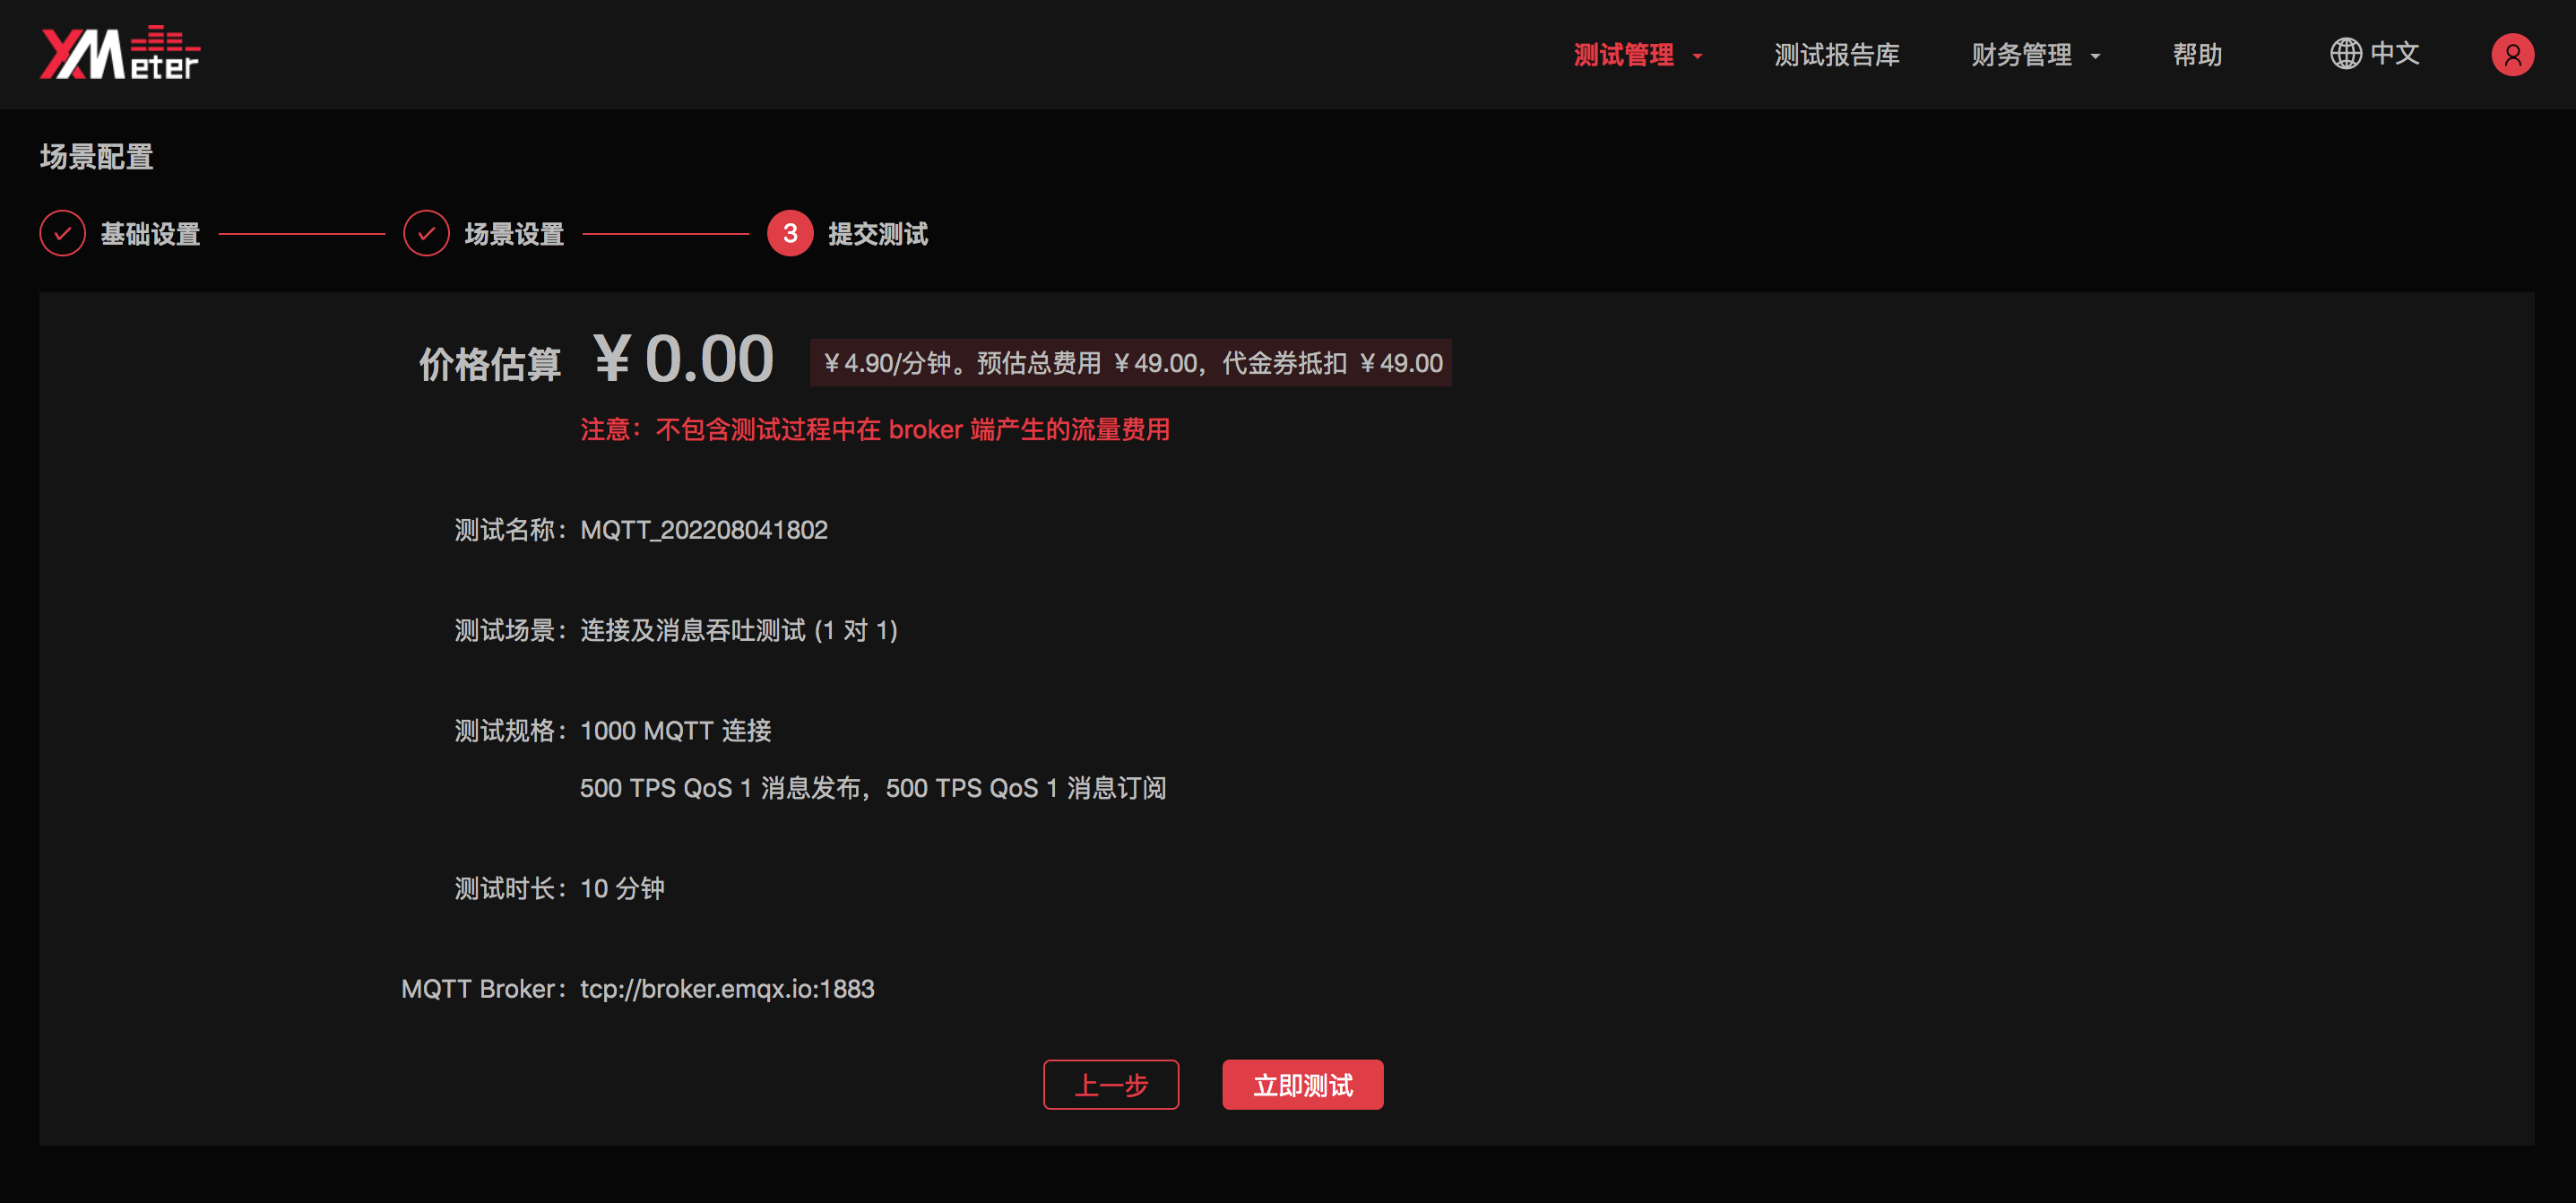 XMeter
测试管理
测试报告库
财务管理
帮助
中文
场景配置
基础设置
场景设置
3 提交测试
价格估算 ¥0.00 ¥4.90/分钟。预估总费用 ¥49.00，代金券抵扣 ¥49.00
注意：不包含测试过程中在 broker 端产生的流量费用
测试名称：MQTT_202208041802
测试场景：连接及消息吞吐测试 (1 对 1)
测试规格：1000 MQTT 连接
500 TPS QoS 1 消息发布，500 TPS QoS 1 消息订阅
测试时长：10 分钟
MQTT Broker：tcp://broker.emqx.io:1883
上一步
立即测试